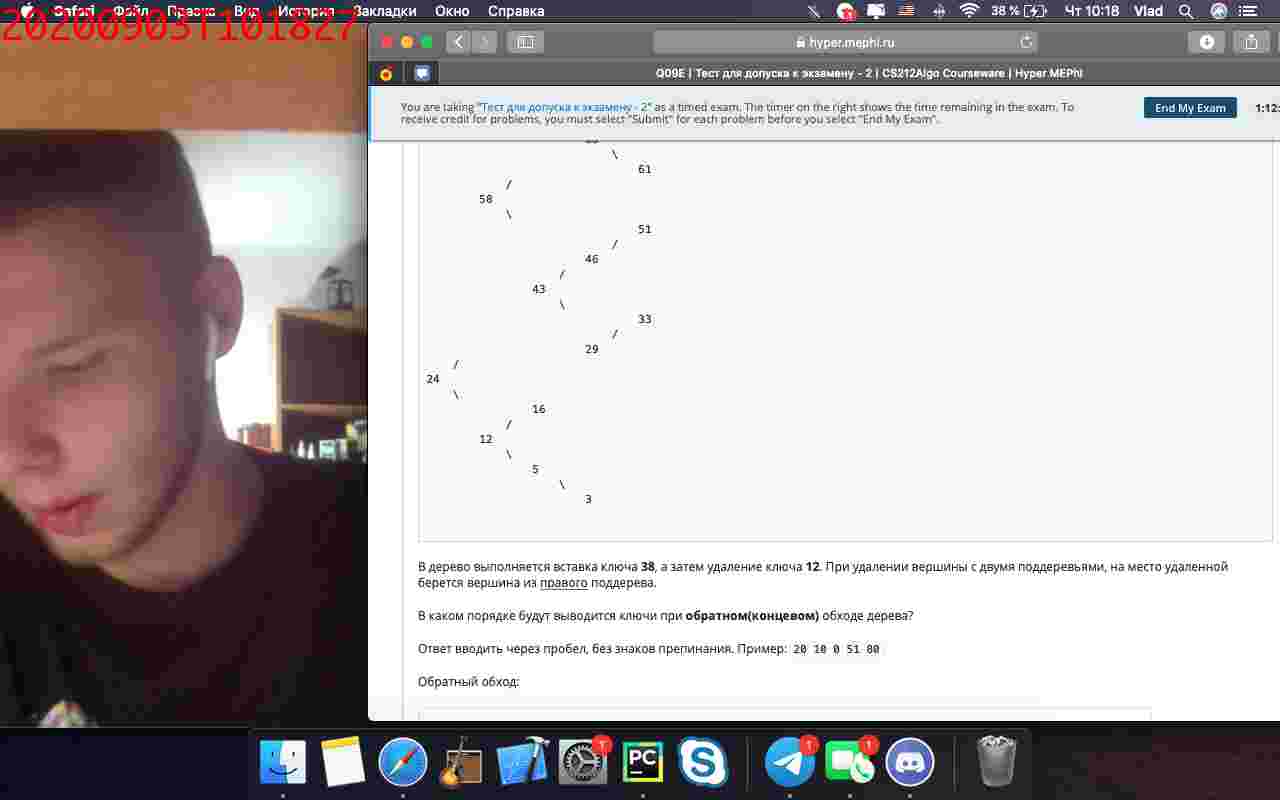 20200903T101827
Safari Файл Правка Вид История Закладки Окно Справка
38 % Чт 10:18 Vlad
hyper.mephi.ru
Q09E | Тест для допуска к экзамену - 2 | CS212Algo Courseware | Hyper.MEPhI
You are taking "Тест для допуска к экзамену - 2" as a timed exam. The timer on the right shows the time remaining in the exam. To
receive credit for problems, you must select "Submit" for each problem before you select "End My Exam".
End My Exam
1:12:
\
61
/
58
\
51
/
46
/
43
\
33
/
29
/
24
\
16
/
12
\
5
\
3
В дерево выполняется вставка ключа 38, а затем удаление ключа 12. При удалении вершины с двумя поддеревьями, на место удаленной
берется вершина из правого поддерева.
В каком порядке будут выводится ключи при обратном(концевом) обходе дерева?
Ответ вводить через пробел, без знаков препинания. Пример: 20 10 0 51 80
Обратный обход:
PC
1
1
1